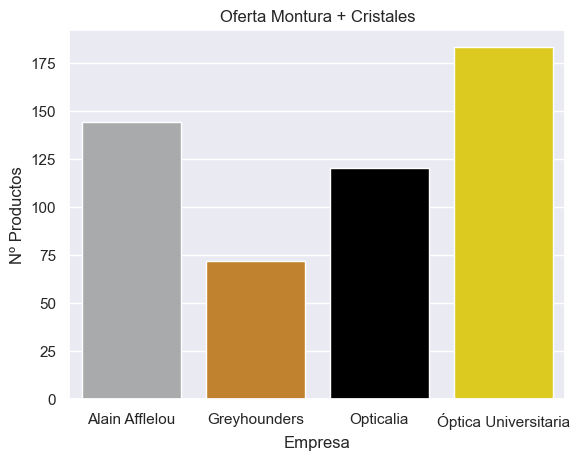 Oferta Montura + Cristales
Nº Productos
175
150
125
100
75
50
25
0
Alain Afflelou Greyhounders Opticalia Óptica Universitaria
Empresa